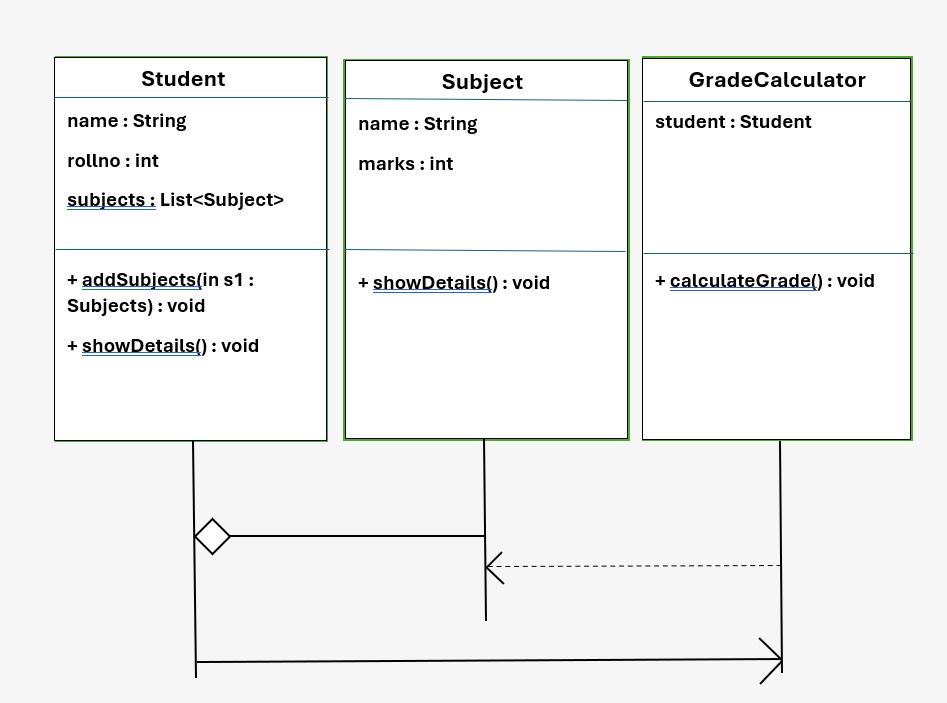 Student
name : String
rollno : int
subjects : List<Subject>
+ addSubjects(in s1 :
Subjects) : void
+ showDetails() : void
Subject
name : String
marks : int
+ showDetails() : void
GradeCalculator
student : Student
+ calculateGrade() : void